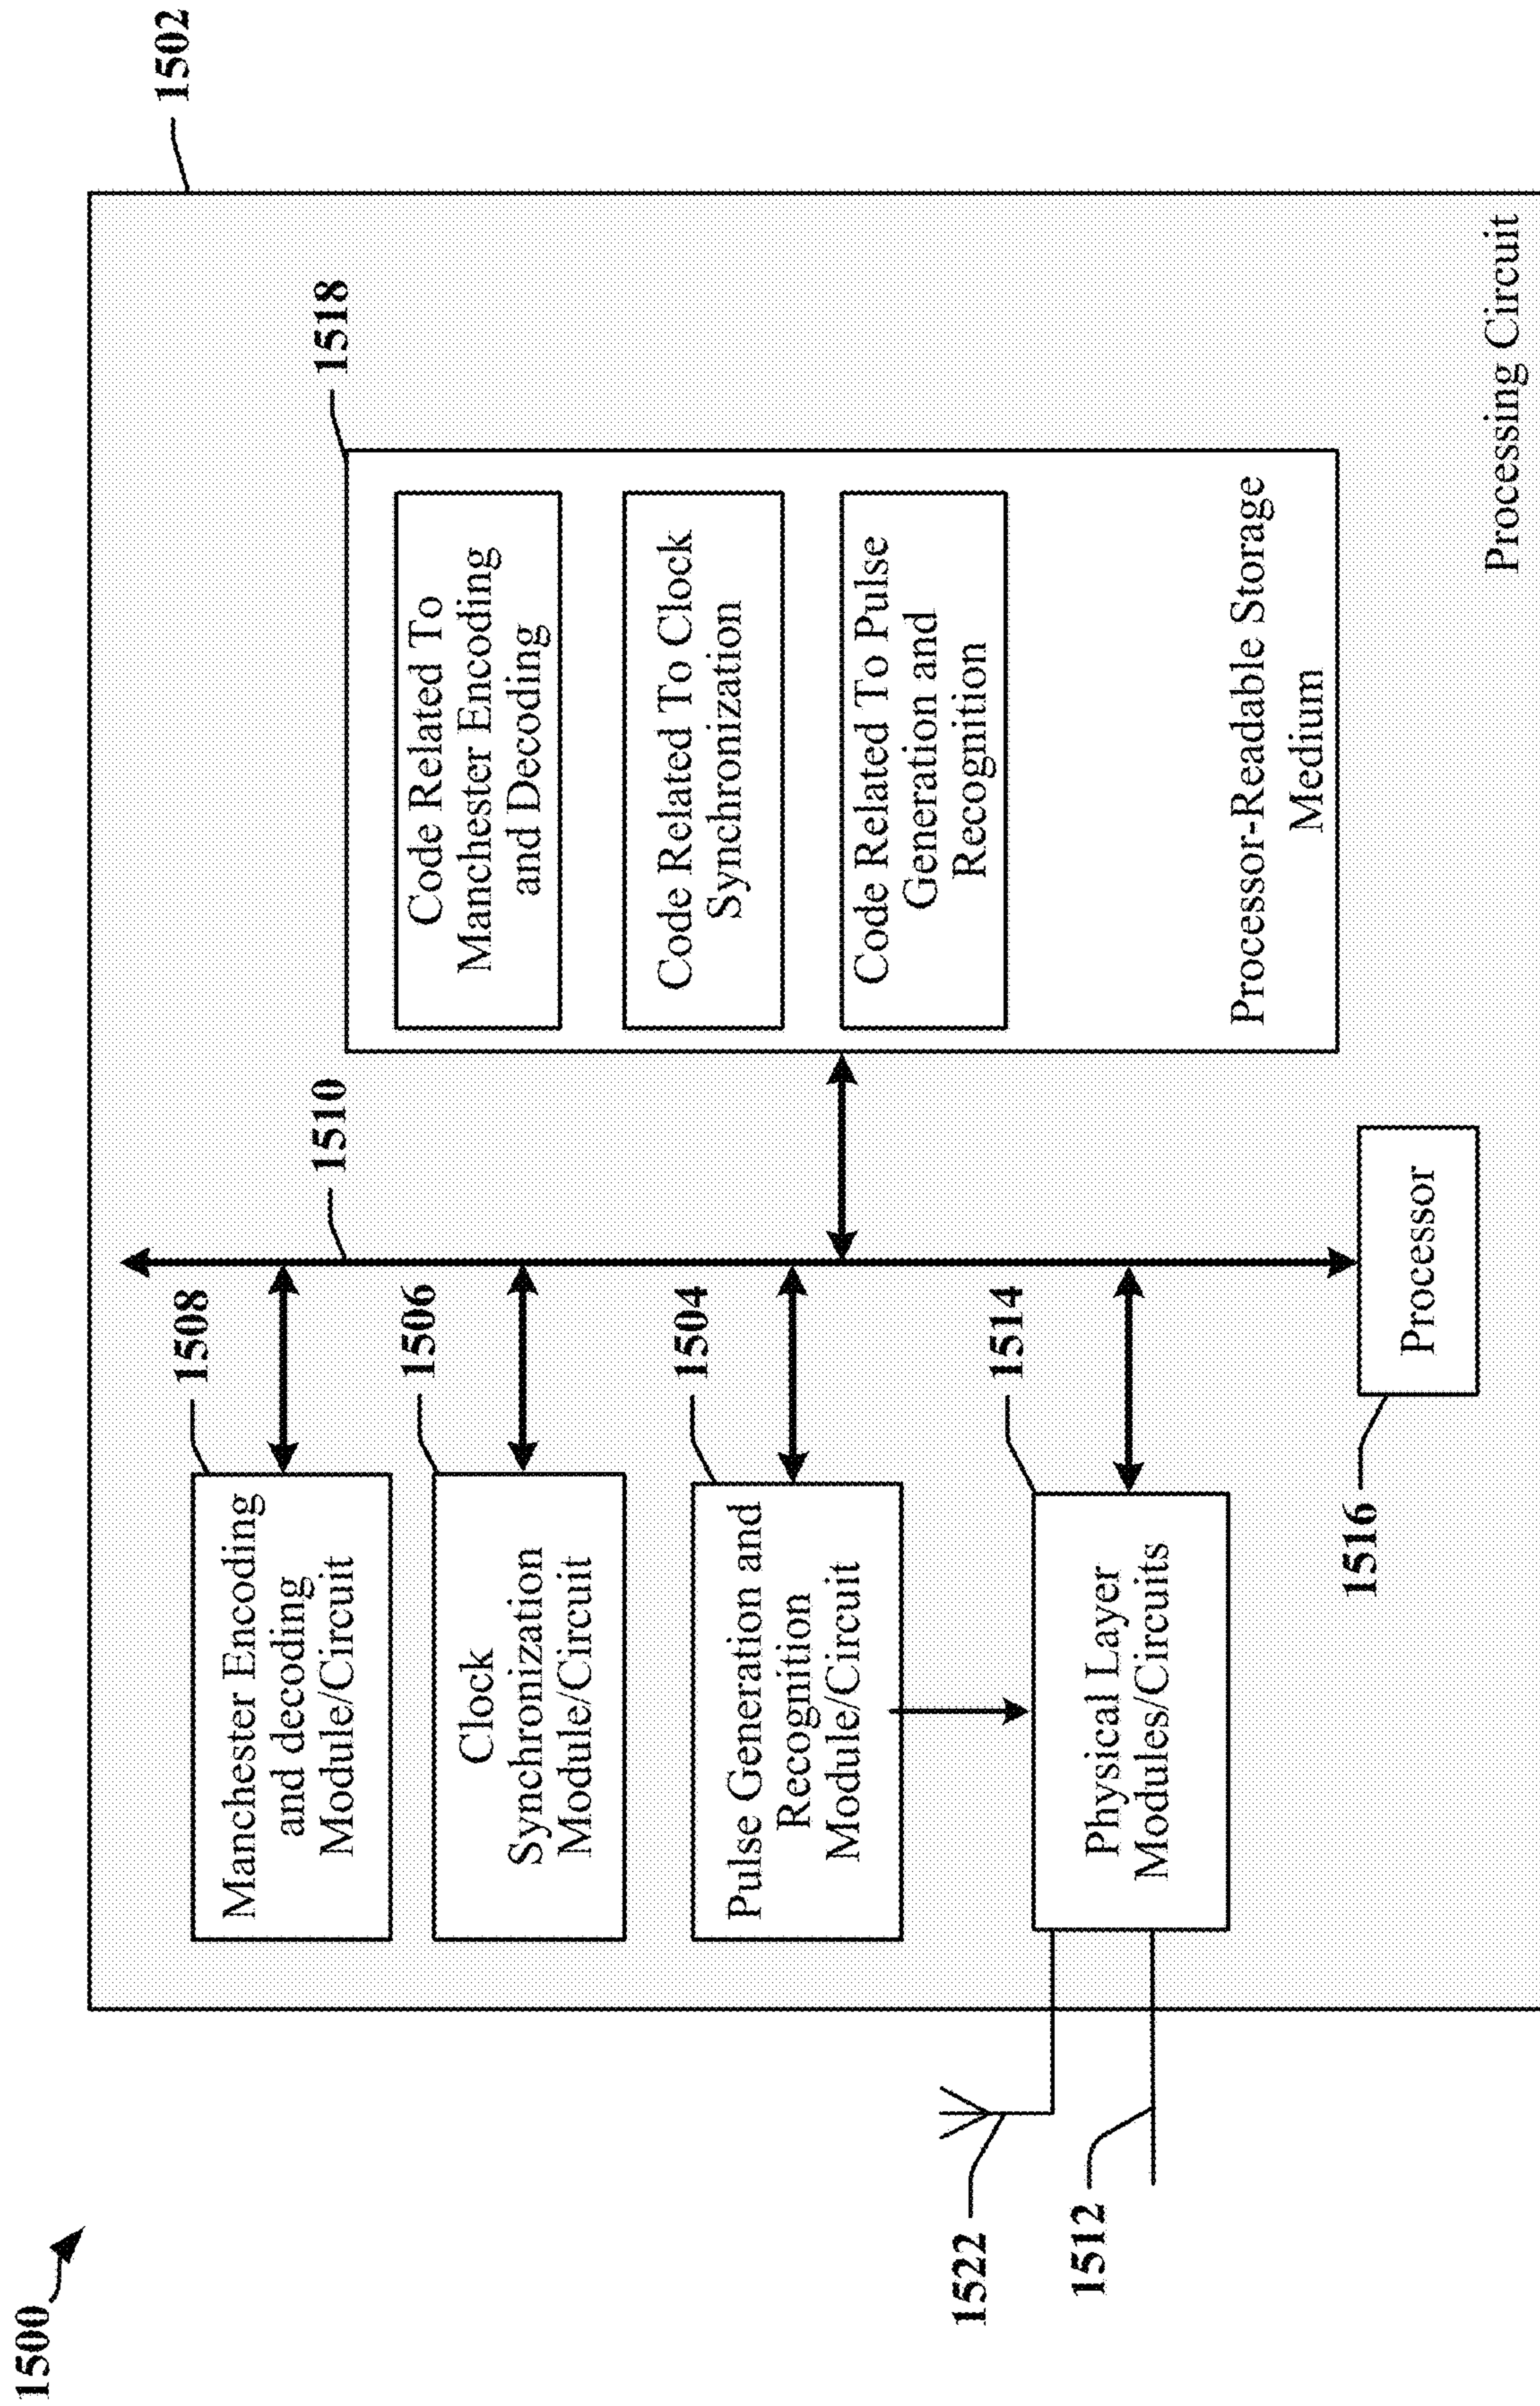 1500
1502
1508
Manchester Encoding
and decoding
Module/Circuit
1506
Clock
Synchronization
Module/Circuit
1504
Pulse Generation and
Recognition
Module/Circuit
1514
Physical Layer
Modules/Circuits
1522
1512
1510
1516
Processor
1518
Code Related To
Manchester Encoding
and Decoding
Code Related To Clock
Synchronization
Code Related To Pulse
Generation and
Recognition
Processor-Readable Storage
Medium
Processing Circuit